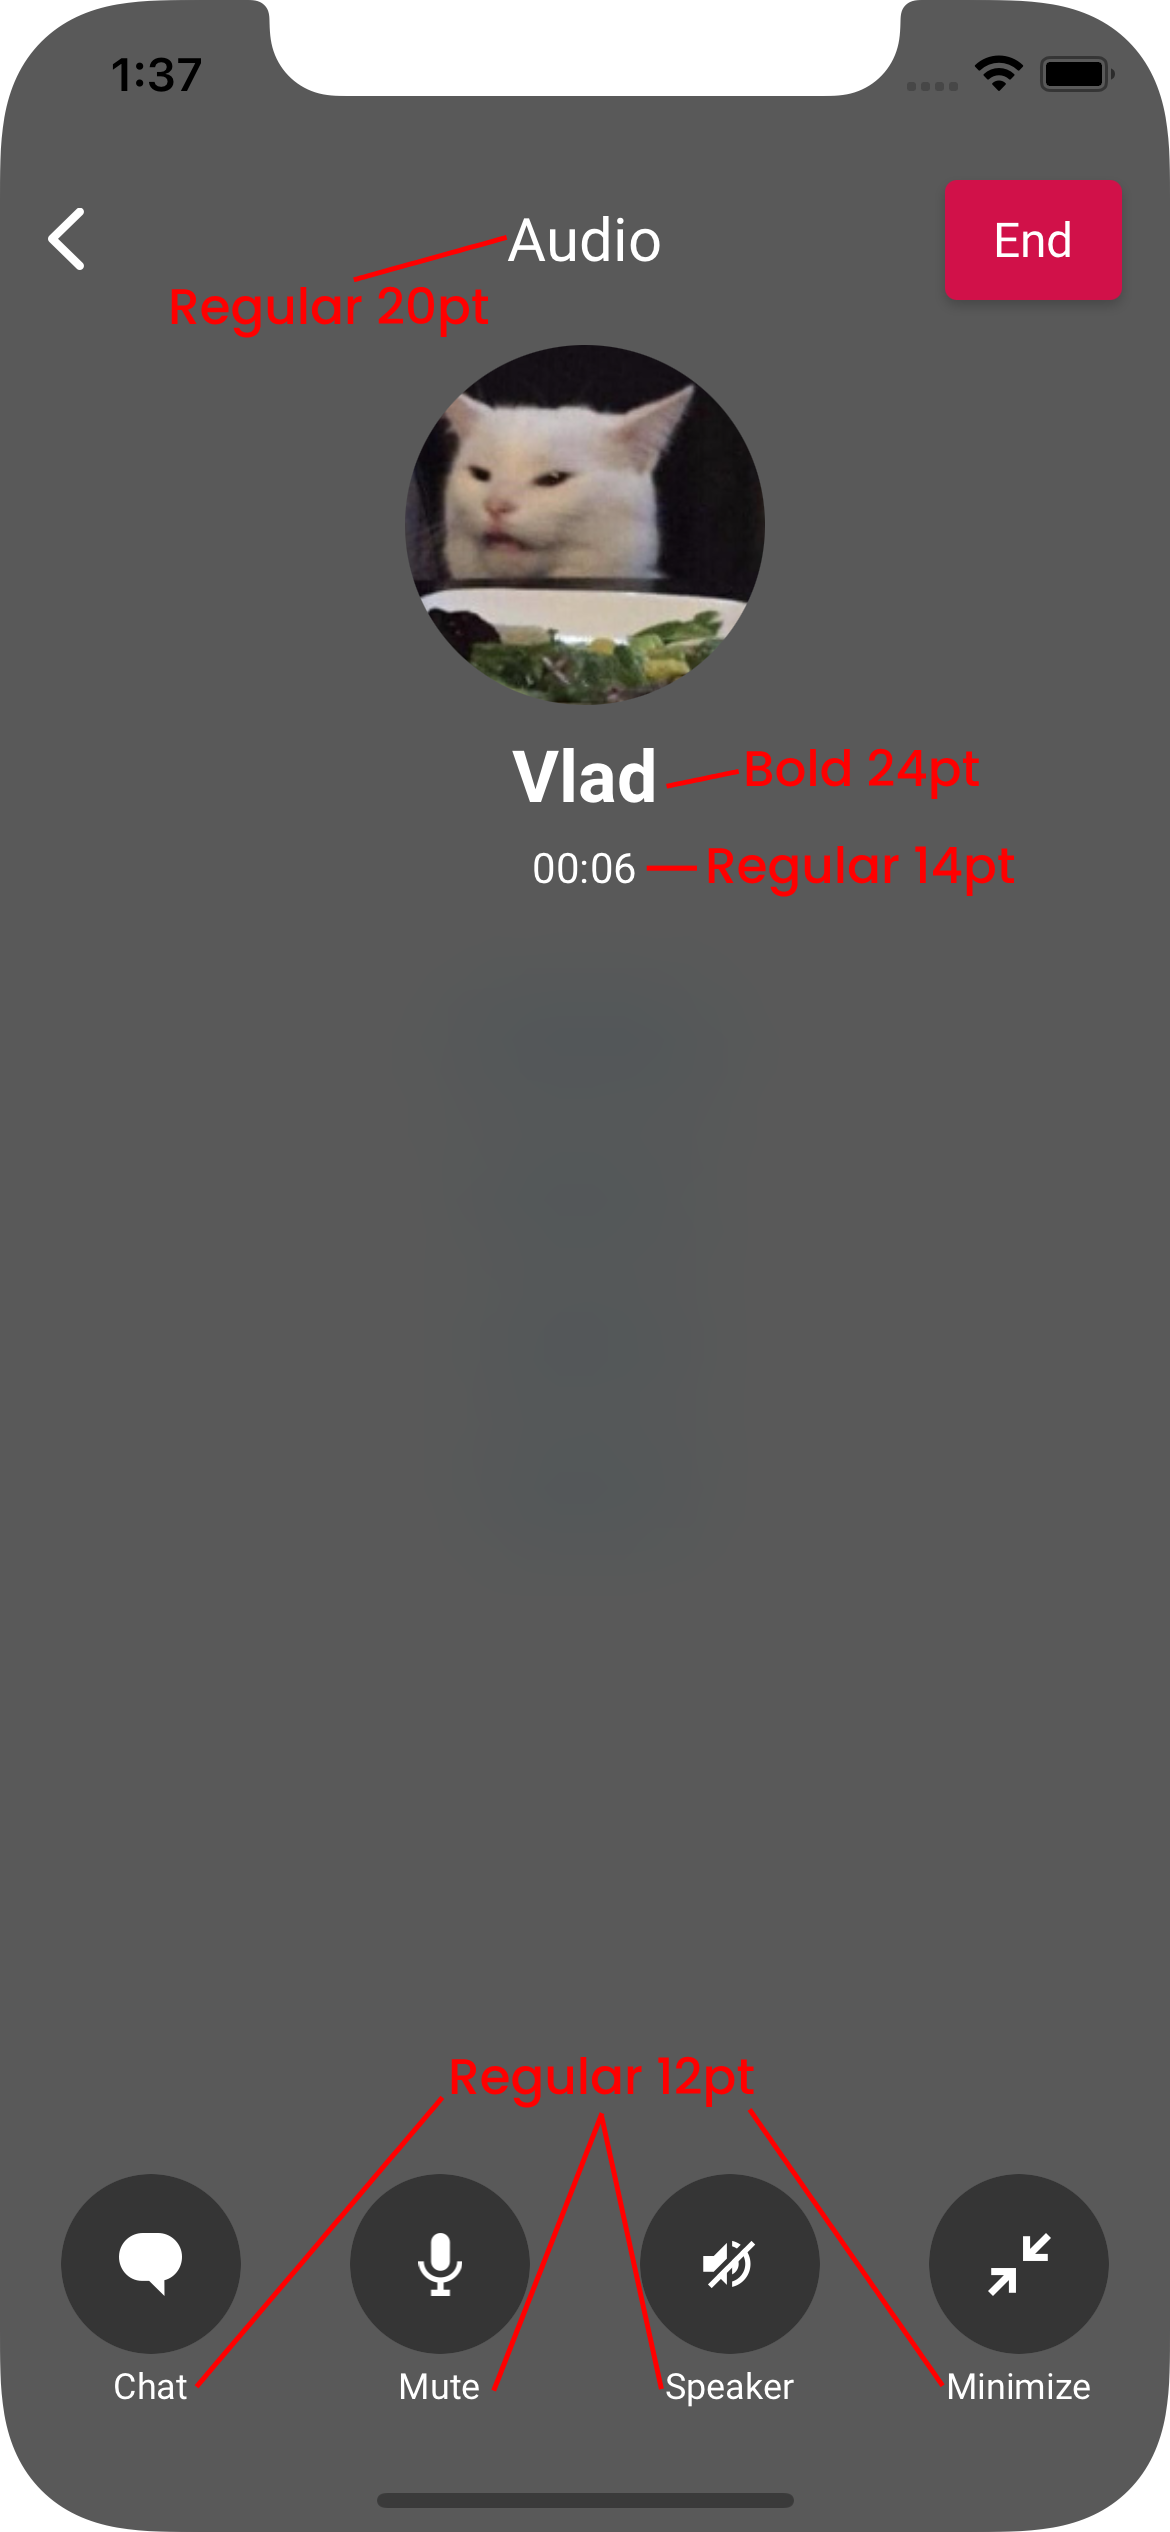 1:37
Audio
End
Regular 20pt
Vlad
Bold 24pt
00:06
Regular 14pt
Regular 12pt
Chat
Mute
Speaker
Minimize